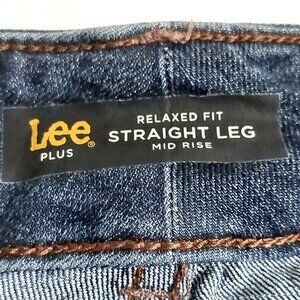 Lee®
PLUS
RELAXED FIT
STRAIGHT LEG
MID RISE